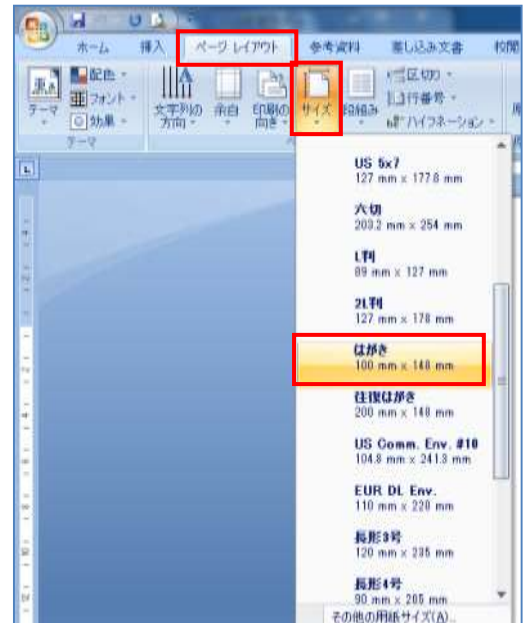 ホーム 挿入 ページ レイアウト 参考資料 差し込み文書 校閲
亜
配色
フォント
効果
テーマ
文字列の方向
余白
印刷の向き
サイズ
段組み
区切り
行番号
ハイフネーション
テーマ
US 5x7
127 mm x 177.8 mm
六切
203.2 mm x 254 mm
L判
89 mm x 127 mm
2L判
127 mm x 178 mm
はがき
100 mm x 148 mm
往復はがき
200 mm x 148 mm
US Comm. Env. #10
104.8 mm x 241.3 mm
EUR DL Env.
110 mm x 220 mm
長形3号
120 mm x 235 mm
長形4号
90 mm x 205 mm
その他の用紙サイズ(A)...